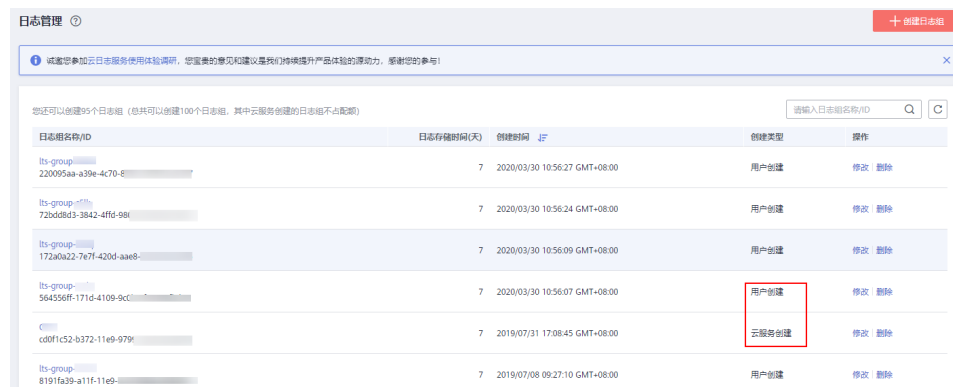 日志管理
创建日志组
诚邀您参加云日志服务使用体验调研，您宝贵的意见和建议是我们持续提升产品体验的源动力，感谢您的参与！
您还可以创建95个日志组（总共可以创建100个日志组，其中云服务创建的日志组不占配额）
请输入日志组名称/ID
日志组名称/ID 日志存储时间(天) 创建时间 创建类型 操作
lts-group
220095aa-a39e-4c70-8 7 2020/03/30 10:56:27 GMT+08:00 用户创建 修改 删除
lts-group-
72bdd8d3-3842-4ffd-98 7 2020/03/30 10:56:24 GMT+08:00 用户创建 修改 删除
lts-group-
172a0a22-7e7f-420d-aae8- 7 2020/03/30 10:56:09 GMT+08:00 用户创建 修改 删除
lts-group-
564556ff-171d-4109-9c 7 2020/03/30 10:56:07 GMT+08:00 用户创建 修改 删除
cd0f1c52-b372-11e9-979 7 2019/07/31 17:08:45 GMT+08:00 云服务创建 修改 删除
lts-group-
8191fa39-a11f-11e9- 7 2019/07/08 09:27:10 GMT+08:00 用户创建 修改 删除